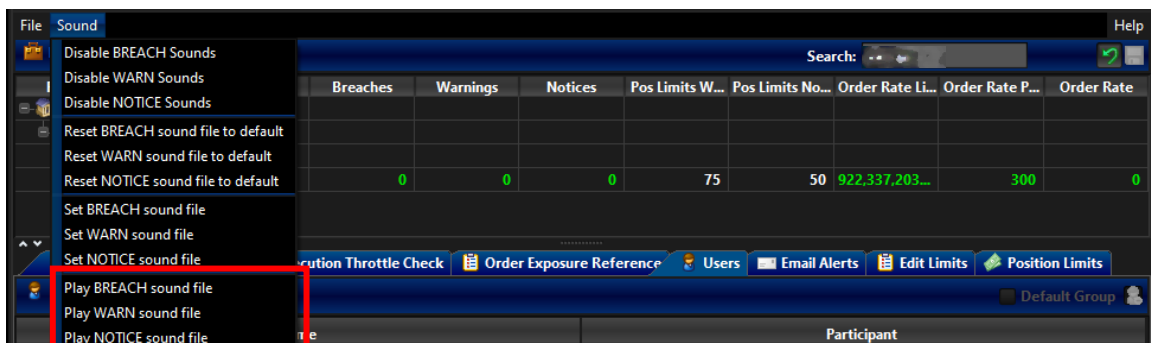 File Sound Help
Disable BREACH Sounds
Search:
Disable WARN Sounds
Breaches Warnings Notices Pos Limits W... Pos Limits No... Order Rate Li... Order Rate P... Order Rate
Disable NOTICE Sounds
Reset BREACH sound file to default
Reset WARN sound file to default
Reset NOTICE sound file to default
0 0 0 75 50 922,337,203... 300 0
Set BREACH sound file
Set WARN sound file
Set NOTICE sound file
cution Throttle Check Order Exposure Reference Users Email Alerts Edit Limits Position Limits
Play BREACH sound file
Default Group
Play WARN sound file
Play NOTICE sound file
me Participant